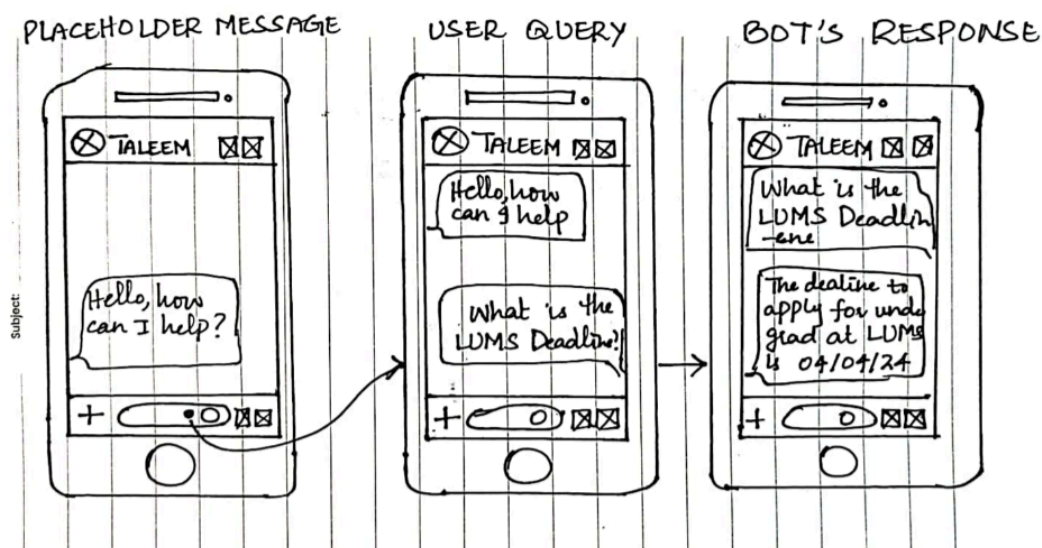 PLACEHOLDER MESSAGE
USER QUERY
BOT'S RESPONSE
Subject:
TALEEM
Hello, how
can I help?
TALEEM
Hello, how
can I help
What is the
LUMS Deadline?
TALEEM
What is the
LUMS Deadlin
-ene
The dealine to
apply for unde
grad at LUMS
is 04/04/24